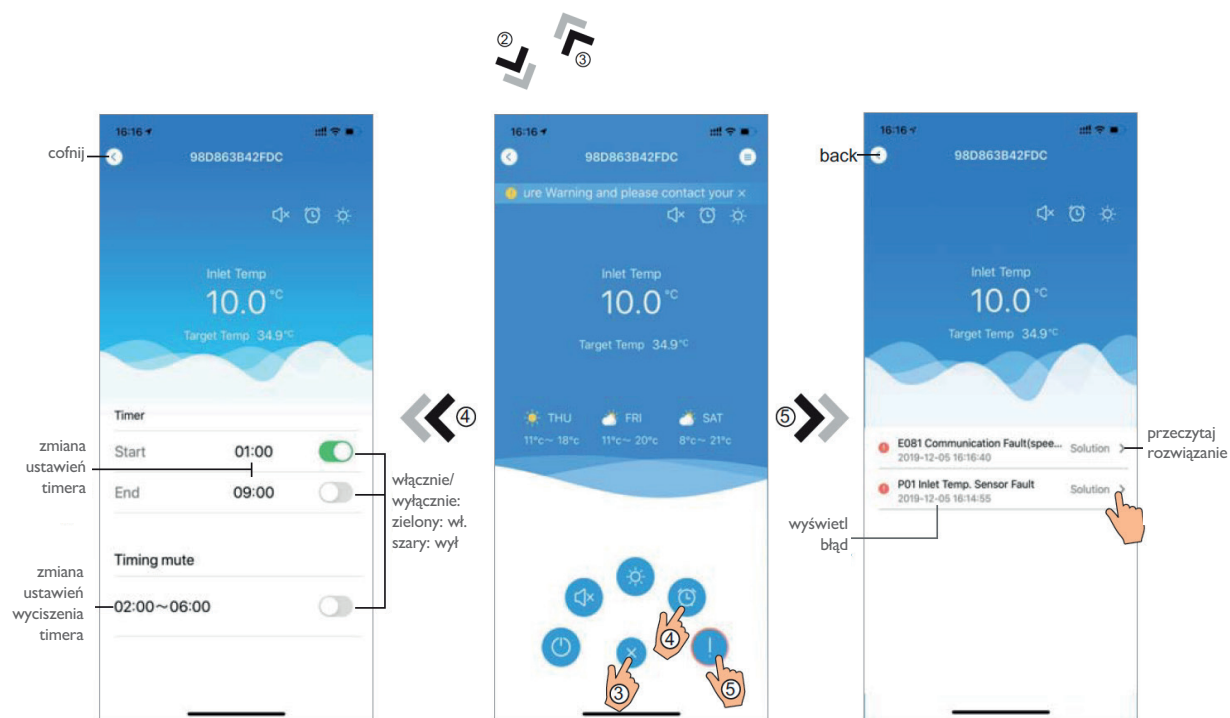 ②
③
16:16
98D863B42FDC
cofnij
Inlet Temp
10.0 °C
Target Temp 34.9°C
Timer
Start 01:00
End 09:00
zmiana
ustawień
timera
włącznie/
wyłącznie:
zielony: wł.
szary: wył
Timing mute
02:00~06:00
zmiana
ustawień
wyciszenia
timera
④
16:16
98D863B42FDC
ure Warning and please contact your ×
Inlet Temp
10.0 °C
Target Temp 34.9°C
THU FRI SAT
11°c~ 18°c 11°c~ 20°c 8°c~ 21°c
④
③
⑤
⑤
16:16
98D863B42FDC
back
Inlet Temp
10.0 °C
Target Temp 34.9°C
E081 Communication Fault(spee... Solution
2019-12-05 16:16:40
P01 Inlet Temp. Sensor Fault Solution
2019-12-05 16:14:55
przeczytaj
rozwiązanie
wyświetl
błąd